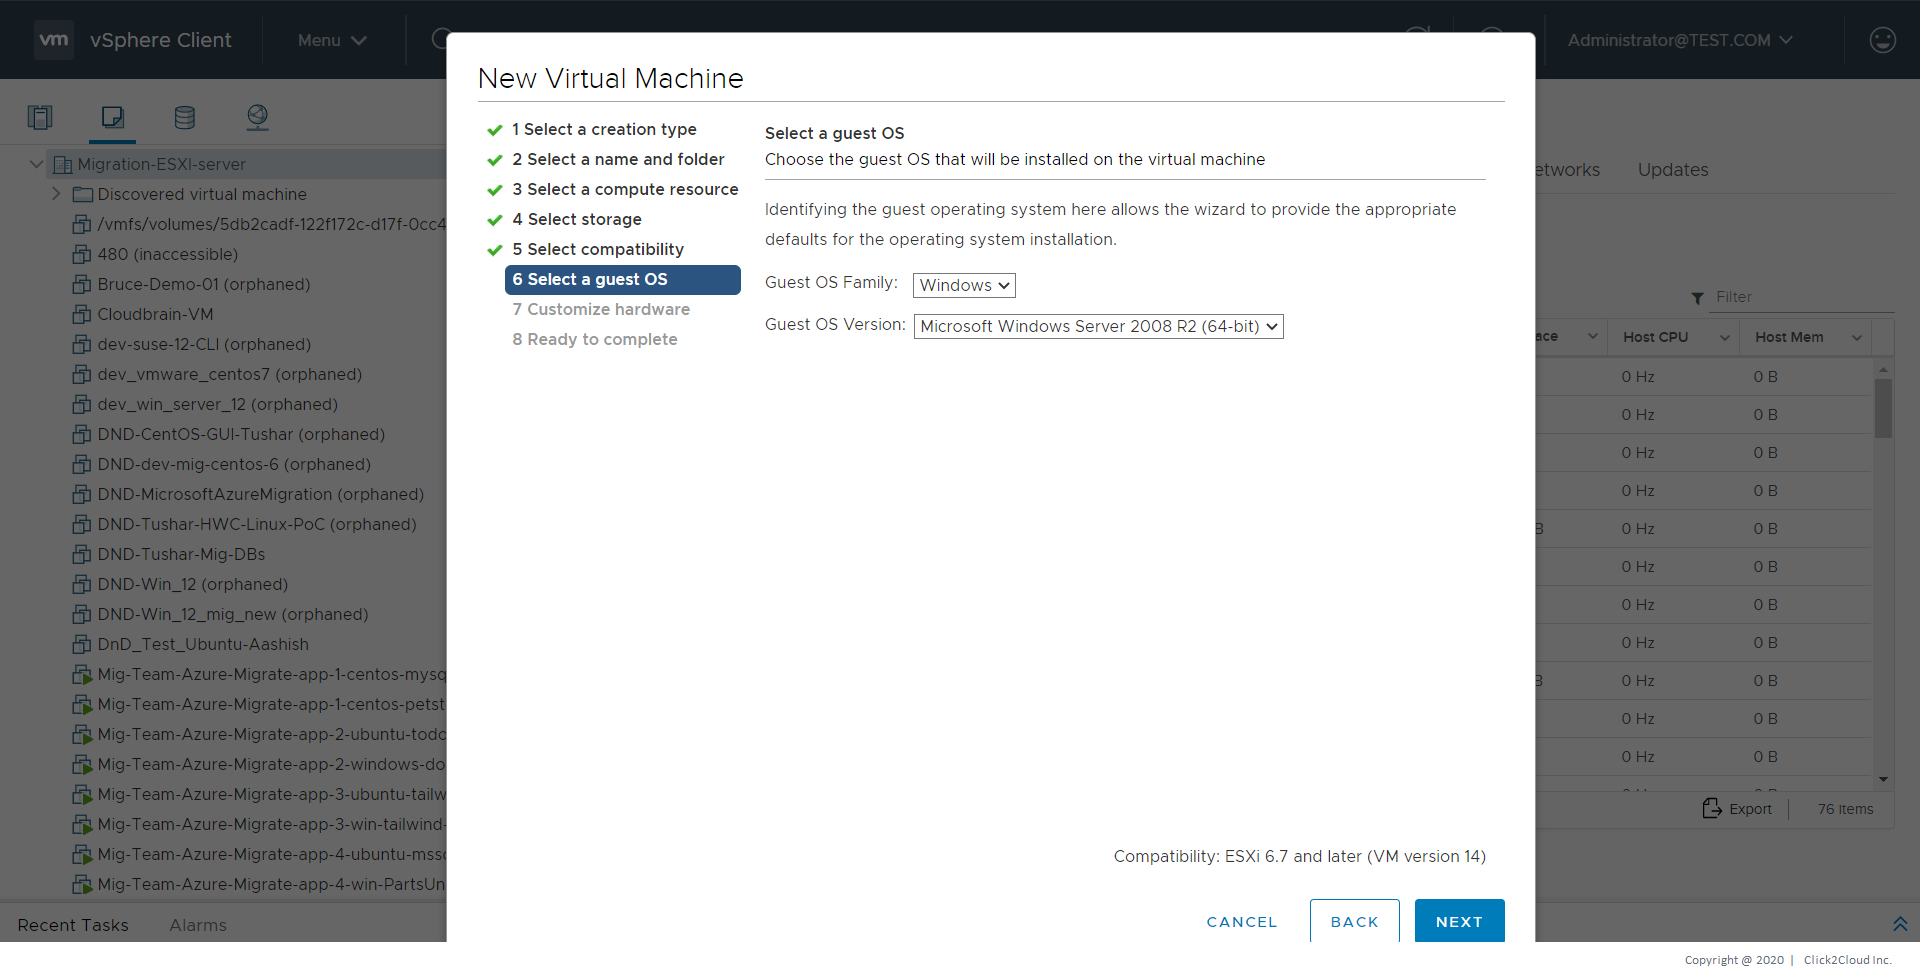 vm vSphere Client Menu Administrator@TEST.COM
Migration-ESXI-server
Discovered virtual machine
/vmfs/volumes/5db2cadf-122f172c-d17f-0cc4
480 (inaccessible)
Bruce-Demo-01 (orphaned)
Cloudbrain-VM
dev-suse-12-CLI (orphaned)
dev_vmware_centos7 (orphaned)
dev_win_server_12 (orphaned)
DND-CentOS-GUI-Tushar (orphaned)
DND-dev-mig-centos-6 (orphaned)
DND-MicrosoftAzureMigration (orphaned)
DND-Tushar-HWC-Linux-PoC (orphaned)
DND-Tushar-Mig-DBs
DND-Win_12 (orphaned)
DND-Win_12_mig_new (orphaned)
DnD_Test_Ubuntu-Aashish
Mig-Team-Azure-Migrate-app-1-centos-mysq
Mig-Team-Azure-Migrate-app-1-centos-petst
Mig-Team-Azure-Migrate-app-2-ubuntu-todc
Mig-Team-Azure-Migrate-app-2-windows-do
Mig-Team-Azure-Migrate-app-3-ubuntu-tailw
Mig-Team-Azure-Migrate-app-3-win-tailwind-
Mig-Team-Azure-Migrate-app-4-ubuntu-mssc
Mig-Team-Azure-Migrate-app-4-win-PartsUn
Recent Tasks Alarms
New Virtual Machine
1 Select a creation type
2 Select a name and folder
3 Select a compute resource
4 Select storage
5 Select compatibility
6 Select a guest OS
7 Customize hardware
8 Ready to complete
Select a guest OS
Choose the guest OS that will be installed on the virtual machine
Identifying the guest operating system here allows the wizard to provide the appropriate
defaults for the operating system installation.
Guest OS Family: Windows
Guest OS Version: Microsoft Windows Server 2008 R2 (64-bit)
Compatibility: ESXi 6.7 and later (VM version 14)
CANCEL BACK NEXT
etworks Updates
Filter
ace Host CPU Host Mem
0 Hz 0 B
0 Hz 0 B
0 Hz 0 B
0 Hz 0 B
B 0 Hz 0 B
0 Hz 0 B
0 Hz 0 B
0 Hz 0 B
B 0 Hz 0 B
0 Hz 0 B
0 Hz 0 B
Export 76 items
Copyright @ 2020 | Click2Cloud Inc.